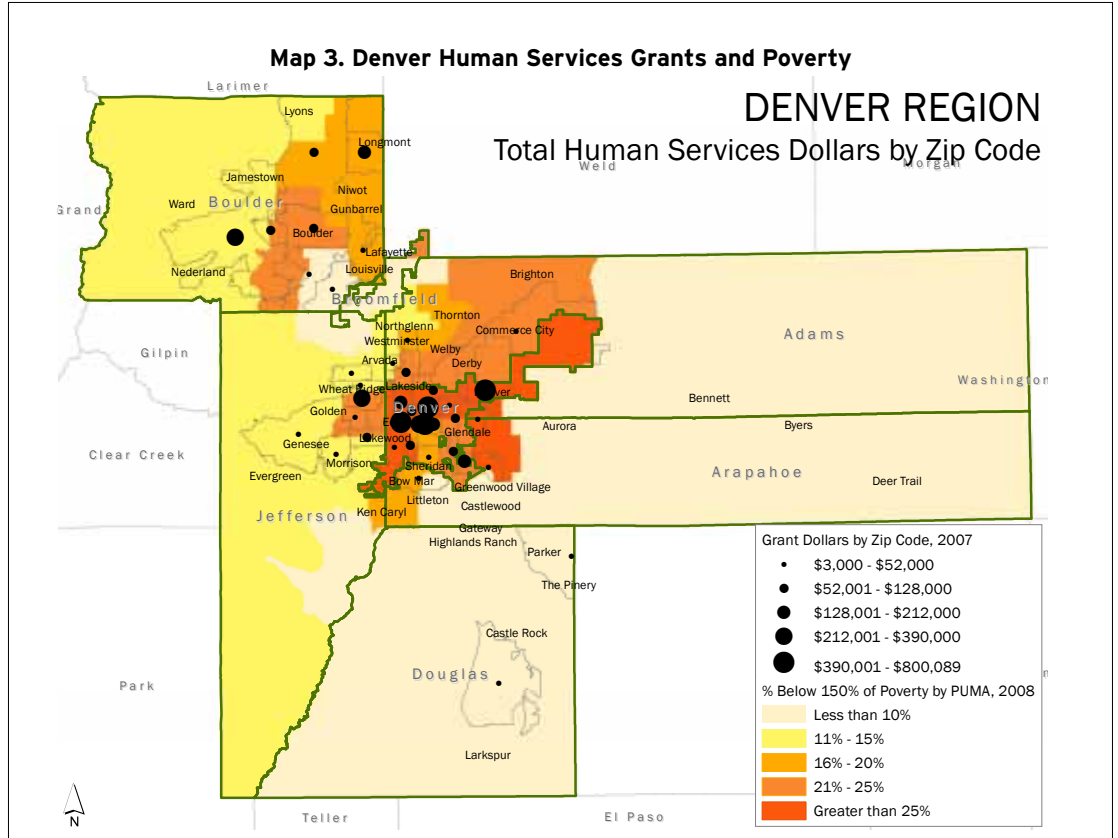 Map 3. Denver Human Services Grants and Poverty
Larimer
DENVER REGION
Total Human Services Dollars by Zip Code
Lyons
Longmont
Weld
Morgan
Jamestown
Niwot
Ward
Boulder
Grand
Gunbarrel
Boulder
Lafayette
Louisville
Nederland
Brighton
Broomfield
Thornton
Northglenn
Commerce City
Adams
Westminster
Welby
Gilpin
Arvada
Derby
Washington
Wheat Ridge
Lakeside
Bennett
Golden
Denver
Aurora
Byers
Glendale
Genesee
Lakewood
Clear Creek
Morrison
Sheridan
Arapahoe
Evergreen
Bow Mar
Greenwood Village
Deer Trail
Littleton
Castlewood
Jefferson
Ken Caryl
Gateway
Highlands Ranch
Parker
The Pinery
Castle Rock
Douglas
Park
Larkspur
Grant Dollars by Zip Code, 2007
$3,000 - $52,000
$52,001 - $128,000
$128,001 - $212,000
$212,001 - $390,000
$390,001 - $800,089
% Below 150% of Poverty by PUMA, 2008
Less than 10%
11% - 15%
16% - 20%
21% - 25%
Greater than 25%
N
Teller
El Paso